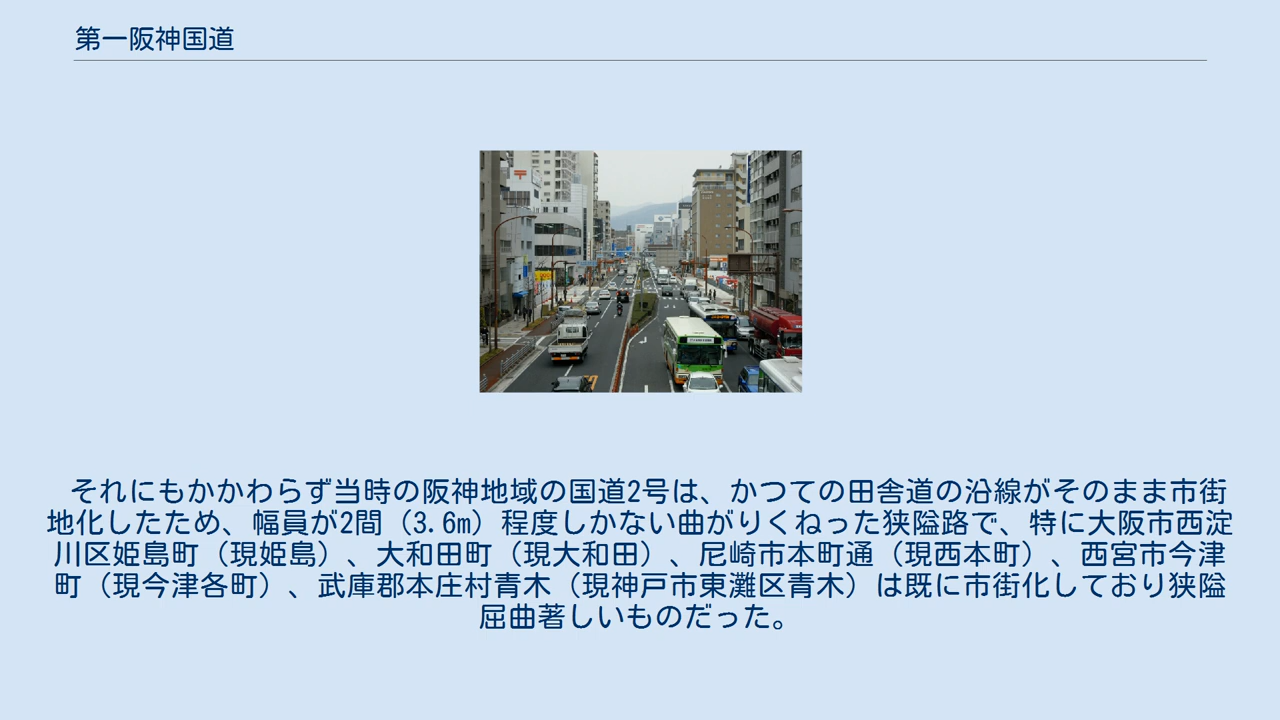 第一阪神国道
それにもかかわらず当時の阪神地域の国道2号は、かつての田舎道の沿線がそのまま市街
地化したため、幅員が2間（3.6m）程度しかない曲がりくねった狭隘路で、特に大阪市西淀
川区姫島町（現姫島）、大和田町（現大和田）、尼崎市本町通（現西本町）、西宮市今津
町（現今津各町）、武庫郡本庄村青木（現神戸市東灘区青木）は既に市街化しており狭隘
屈曲著しいものだった。